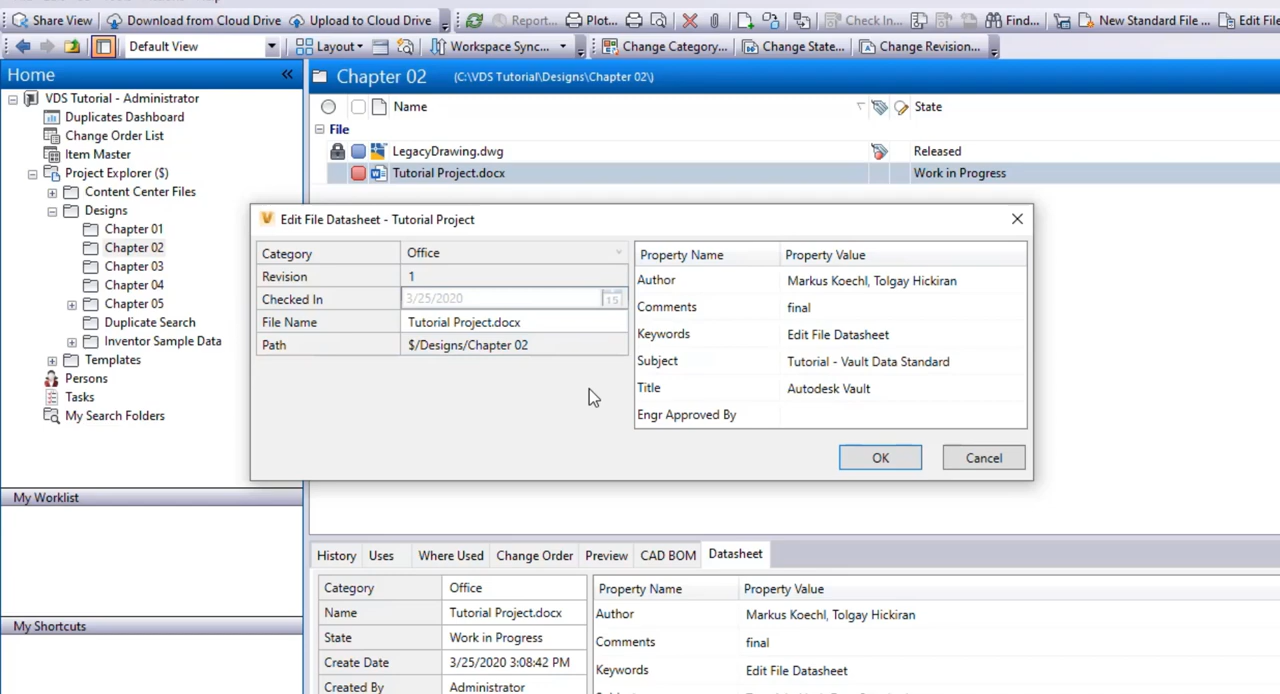 Share View Download from Cloud Drive Upload to Cloud Drive Report... Plot... Check In... Find... New Standard File ... Edit File
Default View Layout Workspace Sync... Change Category... Change State... Change Revision...
Home «
Chapter 02 (C:\VDS Tutorial\Designs\Chapter 02\)
VDS Tutorial - Administrator
Duplicates Dashboard
Change Order List
Item Master
Project Explorer ($)
Content Center Files
Designs
Chapter 01
Chapter 02
Chapter 03
Chapter 04
Chapter 05
Duplicate Search
Inventor Sample Data
Templates
Persons
Tasks
My Search Folders
My Worklist
My Shortcuts
Name State
File
LegacyDrawing.dwg Released
Tutorial Project.docx Work in Progress
Edit File Datasheet - Tutorial Project
Category Office
Revision 1
Checked In 3/25/2020 15
File Name Tutorial Project.docx
Path $/Designs/Chapter 02
Property Name Property Value
Author Markus Koechl, Tolgay Hickiran
Comments final
Keywords Edit File Datasheet
Subject Tutorial - Vault Data Standard
Title Autodesk Vault
Engr Approved By
OK Cancel
History Uses Where Used Change Order Preview CAD BOM Datasheet
Category Office
Name Tutorial Project.docx
State Work in Progress
Create Date 3/25/2020 3:08:42 PM
Created By Administrator
Property Name Property Value
Author Markus Koechl, Tolgay Hickiran
Comments final
Keywords Edit File Datasheet